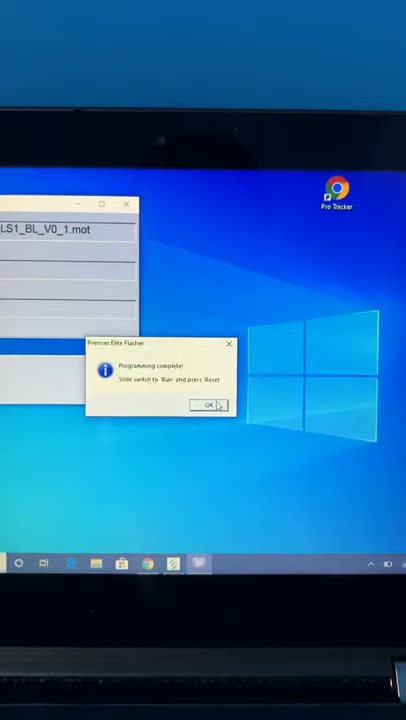 Pro Tracker
LS1_BL_V0_1.mot
Premier Elite Flasher
Programming complete!
Slide switch to 'Run' and press Reset
OK